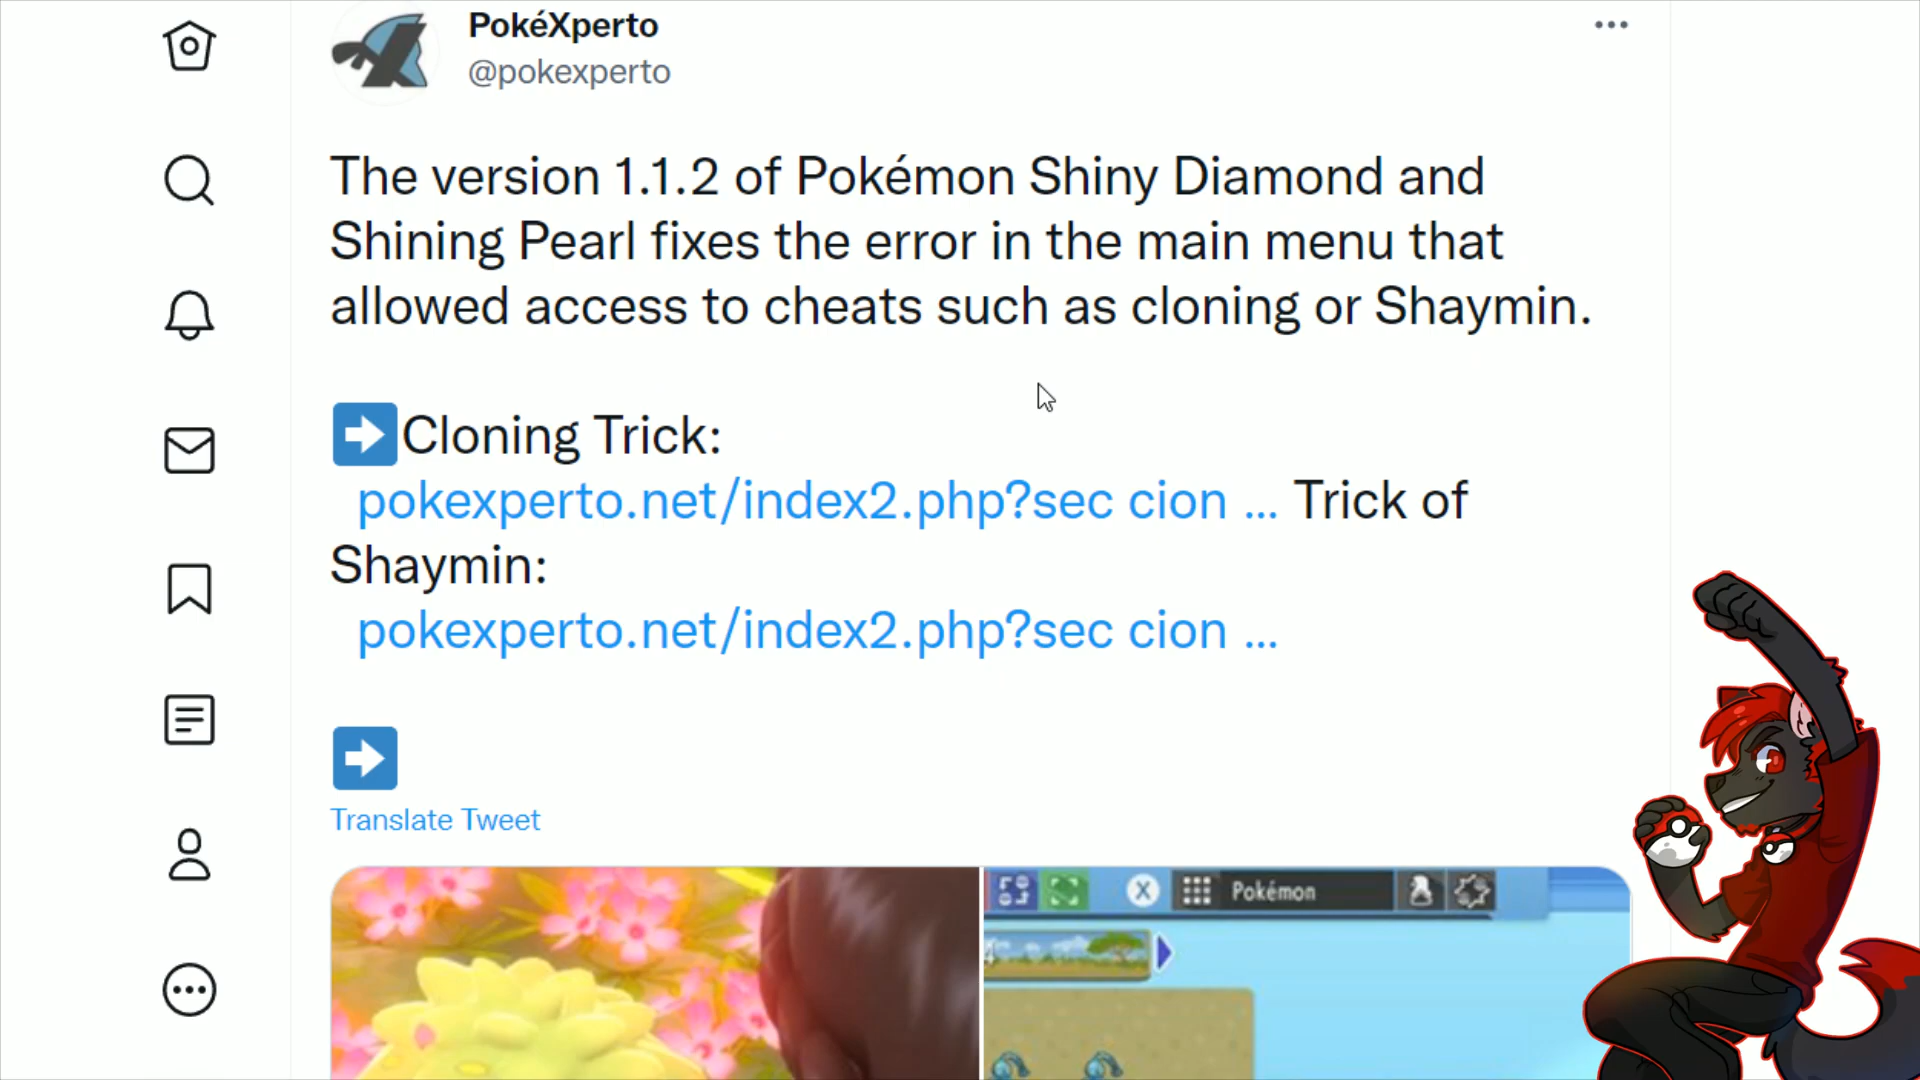 PokéXperto
@pokexperto
The version 1.1.2 of Pokémon Shiny Diamond and
Shining Pearl fixes the error in the main menu that
allowed access to cheats such as cloning or Shaymin.
➡Cloning Trick:
pokexperto.net/index2.php?sec cion ... Trick of
Shaymin:
pokexperto.net/index2.php?sec cion ...
➡
Translate Tweet
X Pokémon